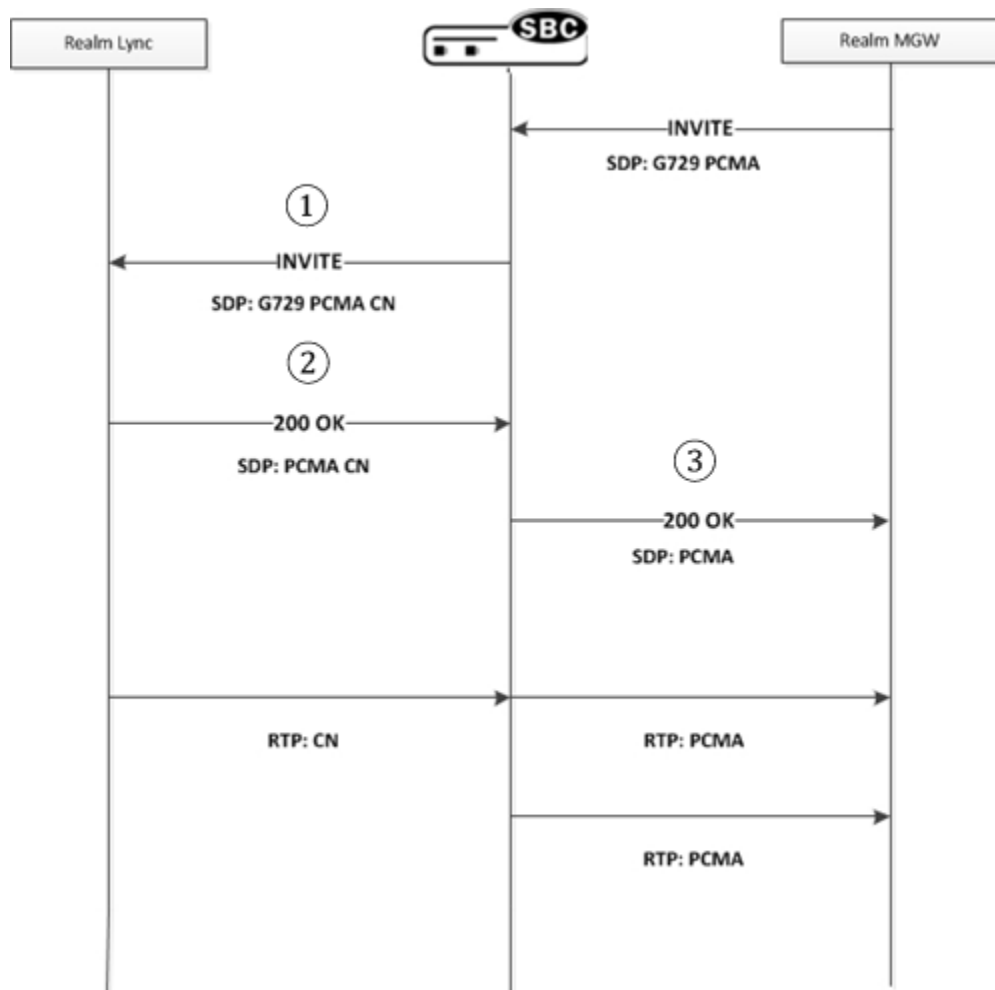 Realm Lync
SBC
Realm MGW
INVITE
SDP: G729 PCMA
1
INVITE
SDP: G729 PCMA CN
2
200 OK
SDP: PCMA CN
3
200 OK
SDP: PCMA
RTP: CN
RTP: PCMA
RTP: PCMA